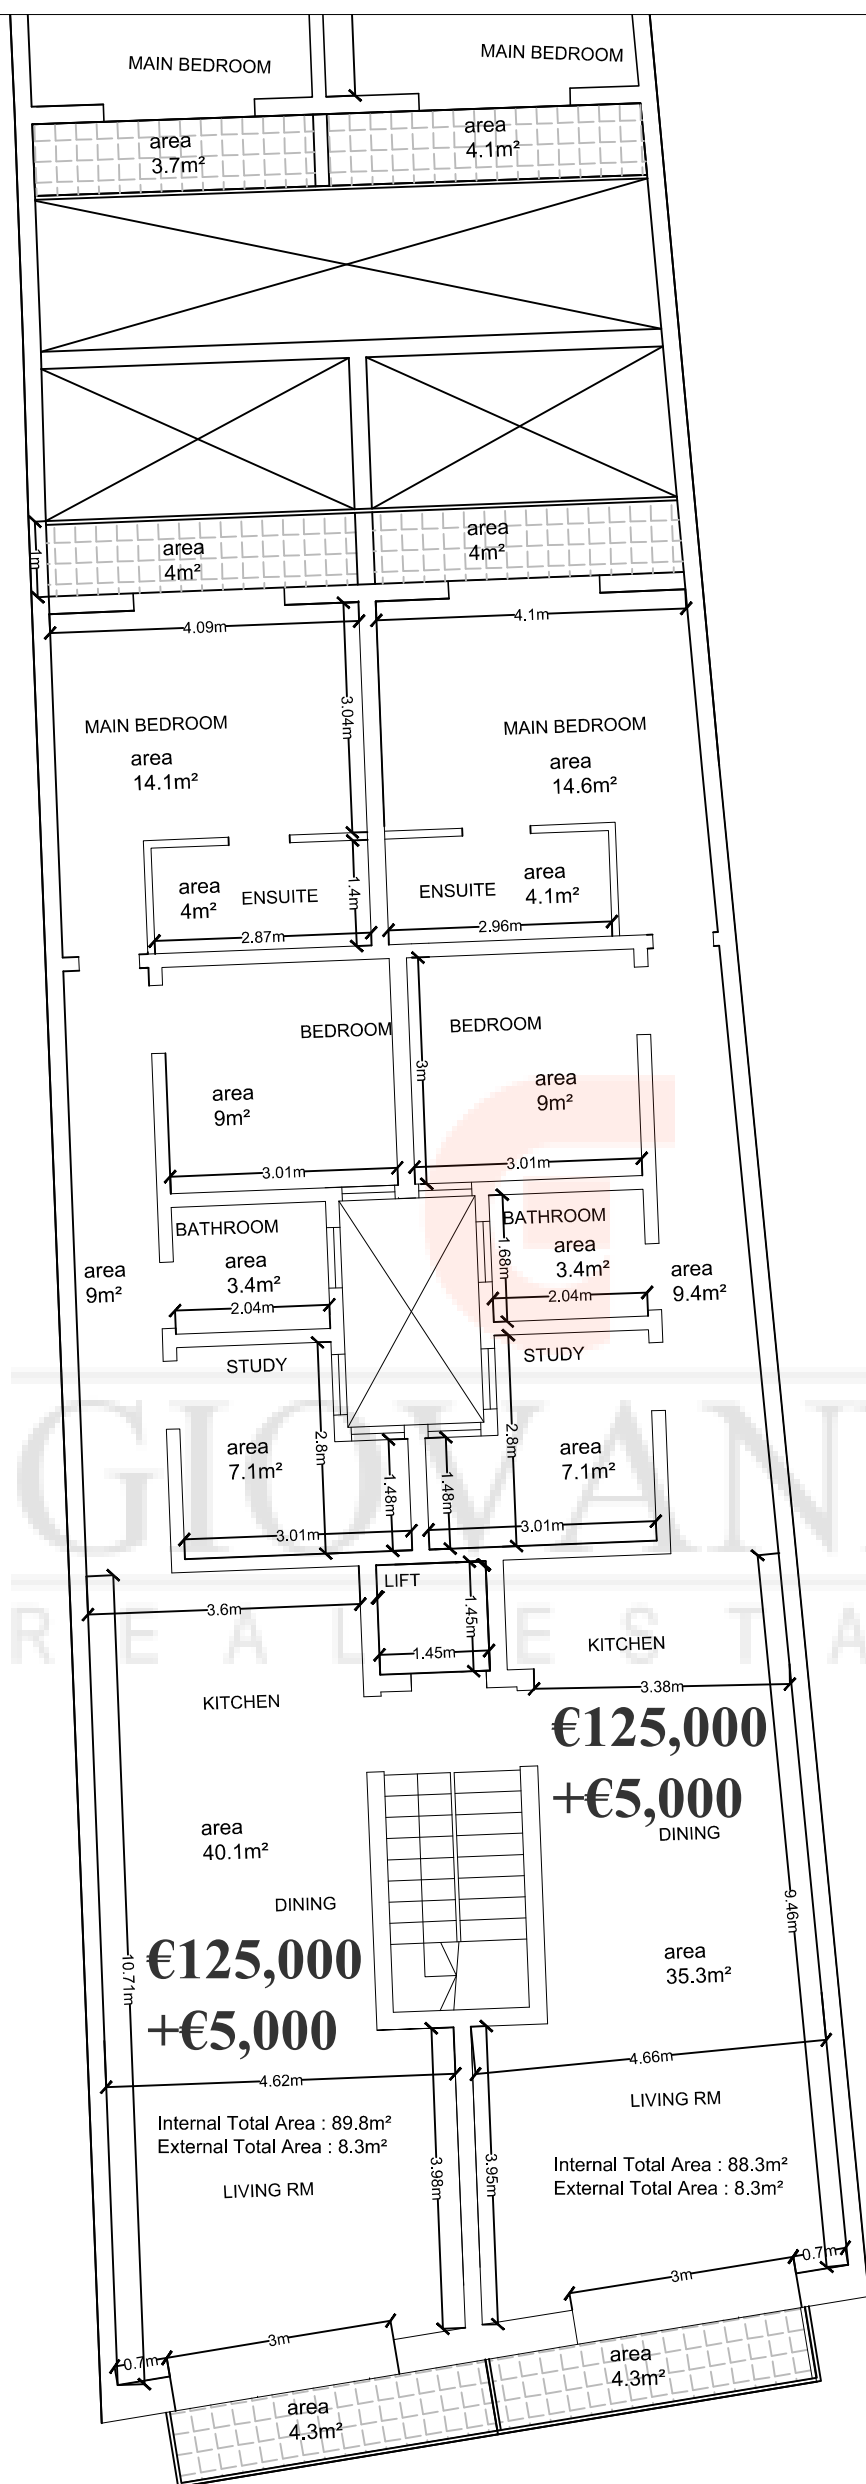 MAIN BEDROOM
MAIN BEDROOM
area
3.7m²
area
4.1m²
area
4m²
area
4m²
1m
4.09m
4.1m
3.04m
MAIN BEDROOM
area
14.1m²
MAIN BEDROOM
area
14.6m²
area
4m²
ENSUITE
1.4m
2.87m
ENSUITE
area
4.1m²
2.96m
BEDROOM
BEDROOM
3m
area
9m²
area
9m²
3.01m
3.01m
BATHROOM
area
3.4m²
2.04m
BATHROOM
1.68m
area
3.4m²
2.04m
area
9m²
area
9.4m²
STUDY
STUDY
2.8m
2.8m
area
7.1m²
area
7.1m²
1.48m
1.48m
3.01m
3.01m
GIOVAN
REAL ESTA
LIFT
1.45m
1.45m
3.6m
KITCHEN
3.38m
KITCHEN
€125,000
+€5,000
DINING
area
40.1m²
DINING
€125,000
+€5,000
10.71m
9.46m
area
35.3m²
4.62m
4.66m
LIVING RM
Internal Total Area : 89.8m²
External Total Area : 8.3m²
LIVING RM
3.98m
3.95m
Internal Total Area : 88.3m²
External Total Area : 8.3m²
3m
0.7m
3m
0.7m
area
4.3m²
area
4.3m²